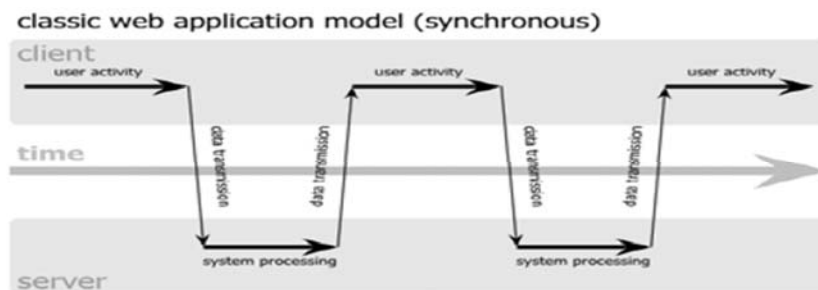 classic web application model (synchronous)
client
user activity
user activity
user activity
data transmission
data transmission
data transmission
data transmission
time
system processing
system processing
server